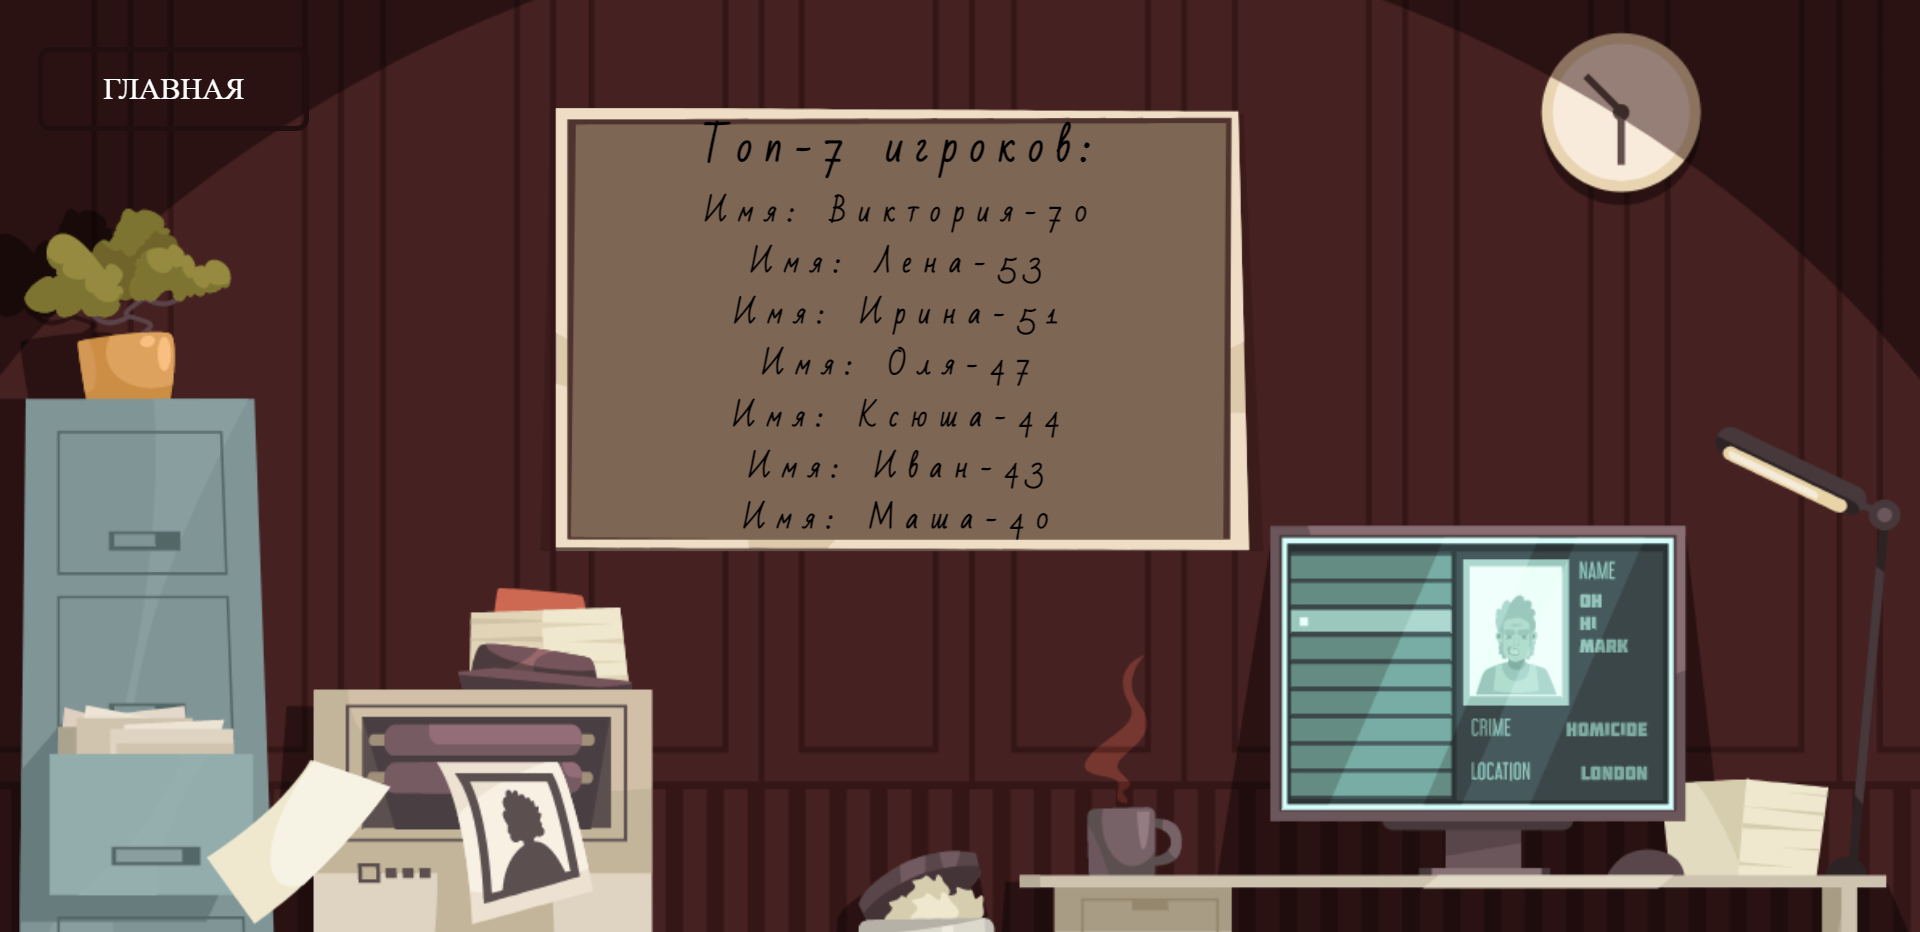 ГЛАВНАЯ
Топ-7 игроков:
Имя: Виктория-70
Имя: Лена-53
Имя: Ирина-51
Имя: Оля-47
Имя: Ксюша-44
Имя: Иван-43
Имя: Маша-40
NAME
OH
HI
MARK
CRIME HOMICIDE
LOCATION LONDON